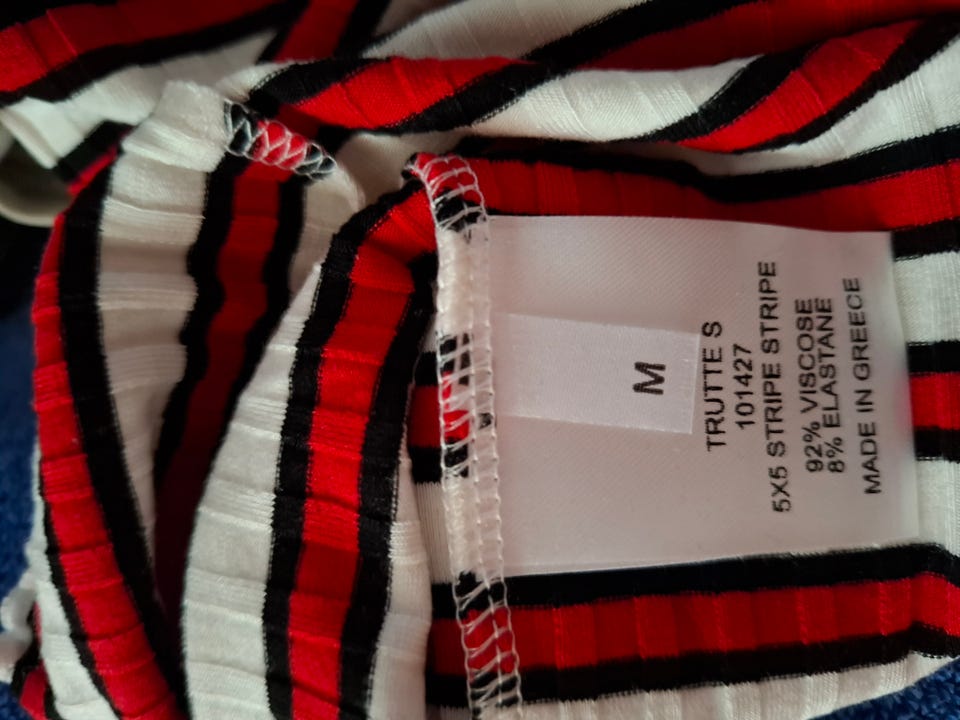 M
TRUTTE S
101427
5X5 STRIPE STRIPE
92% VISCOSE
8% ELASTANE
MADE IN GREECE